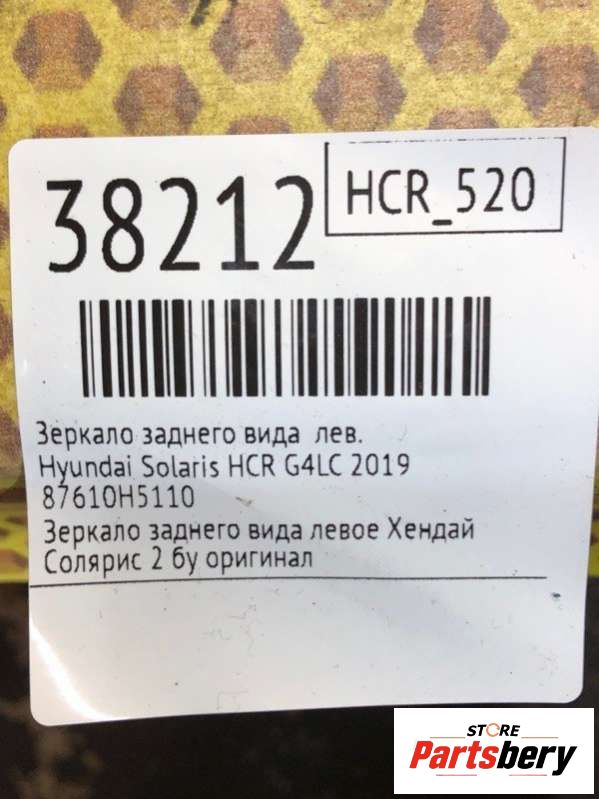 38212
HCR_520
Зеркало заднего вида лев.
Hyundai Solaris HCR G4LC 2019
87610H5110
Зеркало заднего вида левое Хендай
Солярис 2 бу оригинал
STORE
Partsbery